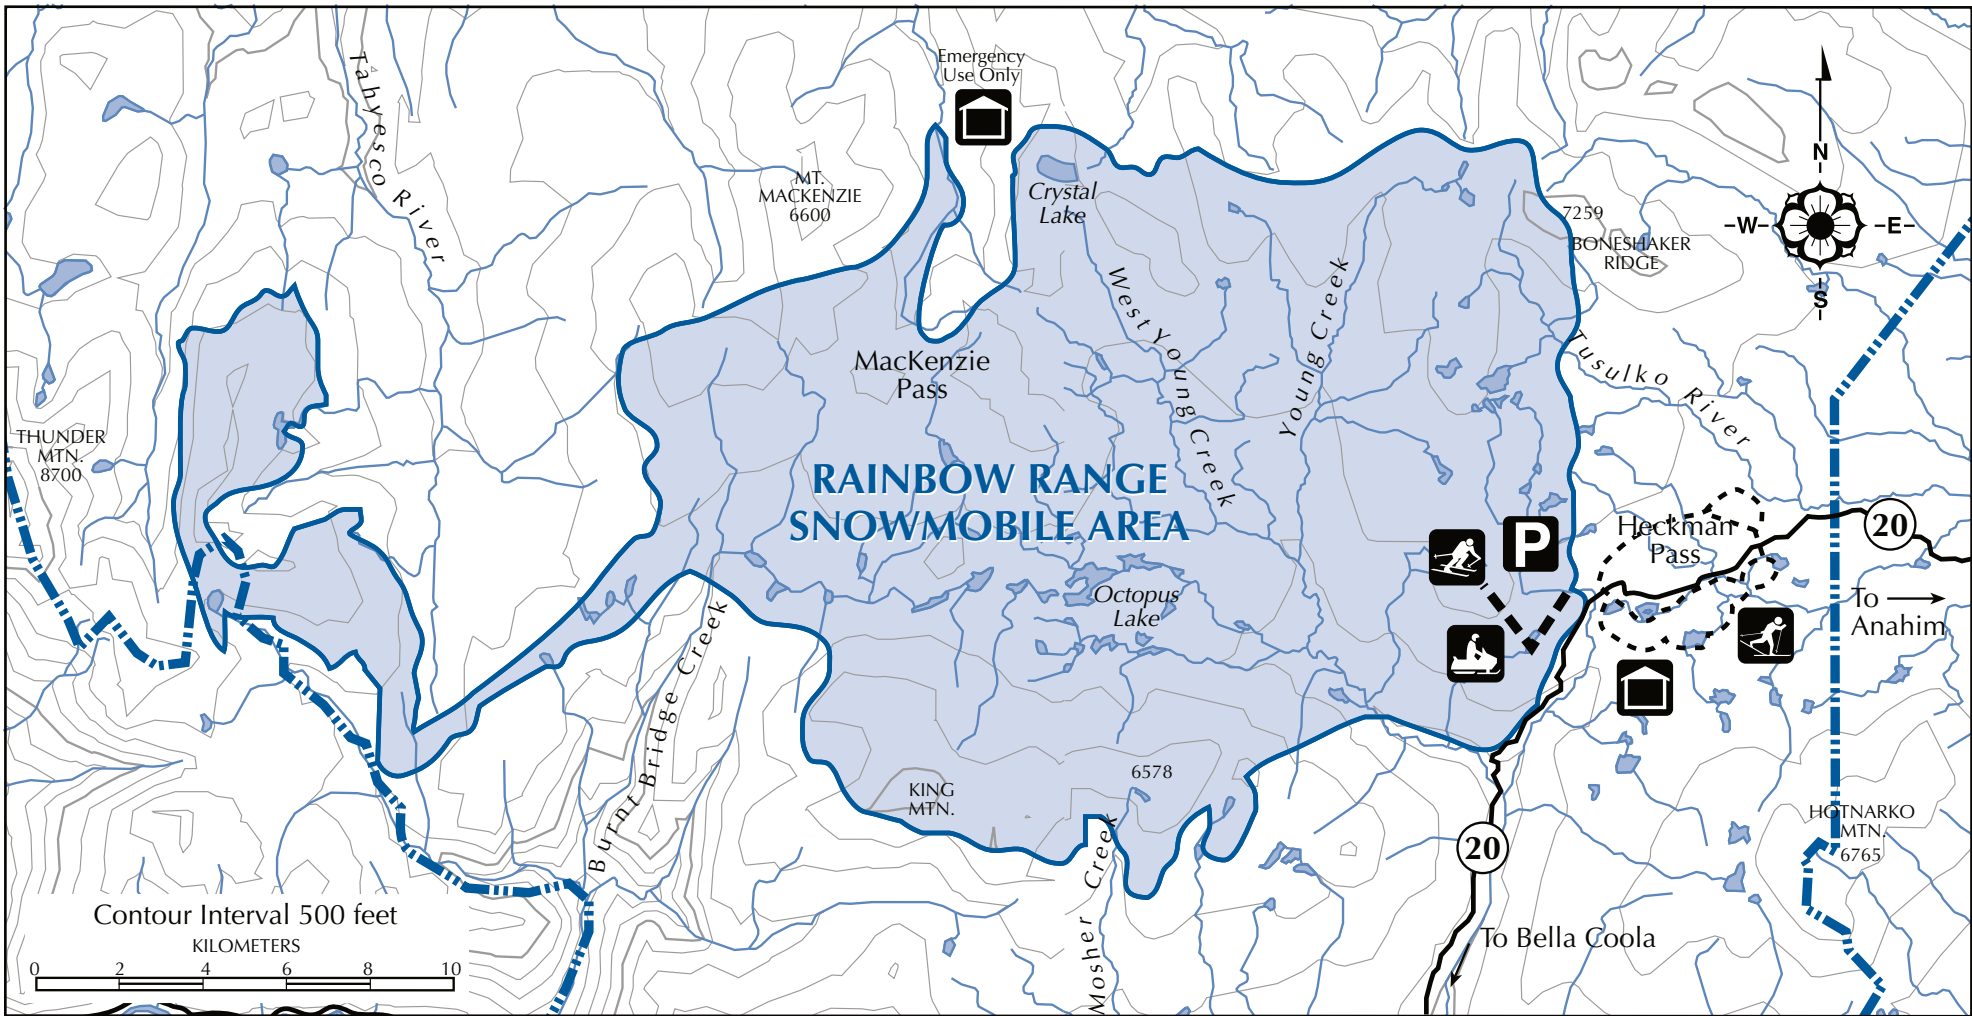 Emergency
Use Only
Tahyesco River
MT.
MACKENZIE
6600
Crystal
Lake
7259
BONESHAKER
RIDGE
N
W
E
S
West Young Creek
Young Creek
Tusulko River
MacKenzie
Pass
THUNDER
MTN.
8700
RAINBOW RANGE
SNOWMOBILE AREA
Heckman
Pass
P
20
Octopus
Lake
To
Anahim
Burnt Bridge Creek
KING
MTN.
6578
Mosher Creek
HOTNARKO
MTN.
6765
20
To Bella Coola
Contour Interval 500 feet
KILOMETERS
0 2 4 6 8 10